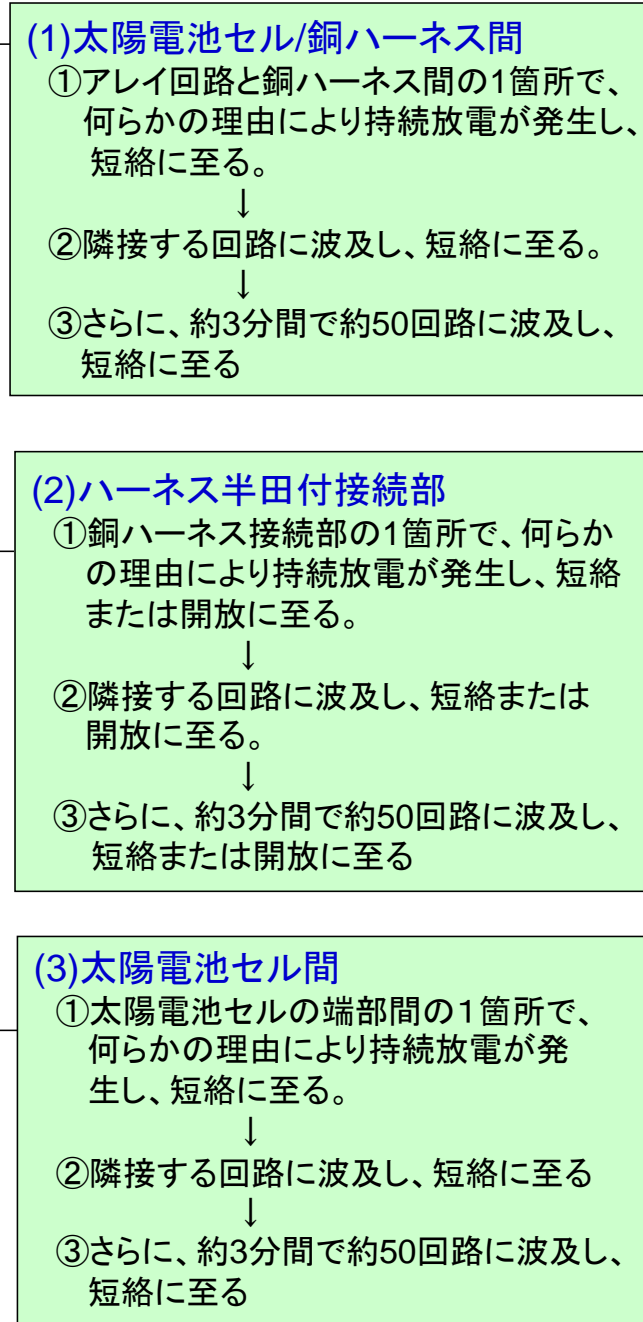 (1)太陽電池セル/銅ハーネス間
①アレイ回路と銅ハーネス間の1箇所で、
何らかの理由により持続放電が発生し、
短絡に至る。
↓
②隣接する回路に波及し、短絡に至る。
↓
③さらに、約3分間で約50回路に波及し、
短絡に至る
(2)ハーネス半田付接続部
①銅ハーネス接続部の1箇所で、何らか
の理由により持続放電が発生し、短絡
または開放に至る。
↓
②隣接する回路に波及し、短絡または
開放に至る。
↓
③さらに、約3分間で約50回路に波及し、
短絡または開放に至る
(3)太陽電池セル間
①太陽電池セルの端部間の1箇所で、
何らかの理由により持続放電が発
生し、短絡に至る。
↓
②隣接する回路に波及し、短絡に至る
↓
③さらに、約3分間で約50回路に波及し、
短絡に至る